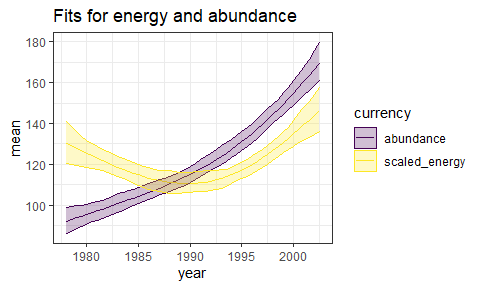 Fits for energy and abundance
180
160
140
120
100
mean
1980
1985
1990
1995
2000
year
currency
abundance
scaled_energy